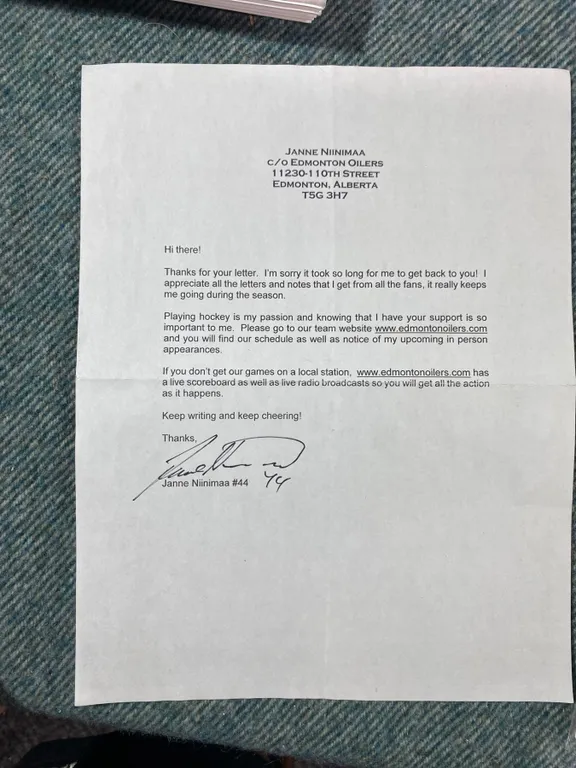 JANNE NIINIMAA
C/O EDMONTON OILERS
11230-110TH STREET
EDMONTON, ALBERTA
T5G 3H7
Hi there!
Thanks for your letter.  I'm sorry it took so long for me to get back to you!  I
appreciate all the letters and notes that I get from all the fans, it really keeps
me going during the season.
Playing hockey is my passion and knowing that I have your support is so
important to me.  Please go to our team website www.edmontonoilers.com
and you will find our schedule as well as notice of my upcoming in person
appearances.
If you don't get our games on a local station,  www.edmontonoilers.com has
a live scoreboard as well as live radio broadcasts so you will get all the action
as it happens.
Keep writing and keep cheering!
Thanks,
Janne Niinimaa #44
44